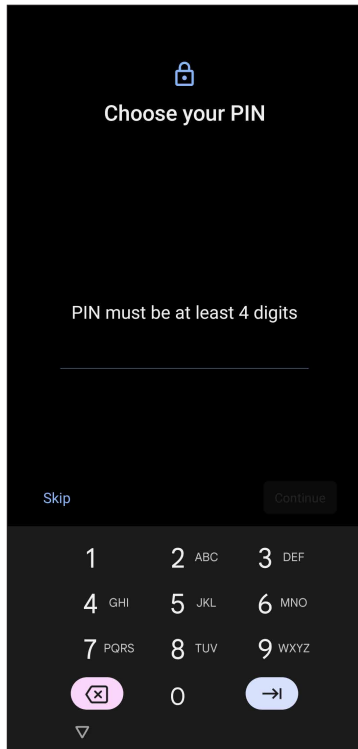 Choose your PIN
PIN must be at least 4 digits
Skip Continue
1 2 ABC 3 DEF
4 GHI 5 JKL 6 MNO
7 PQRS 8 TUV 9 WXYZ
0